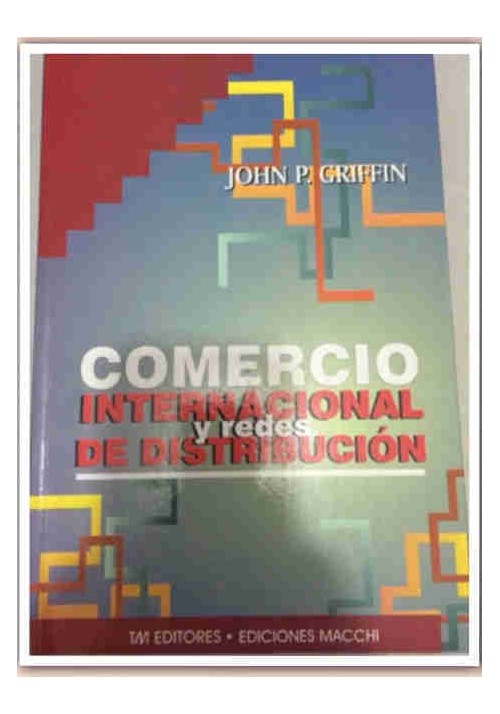 JOHN P. GRIFFIN
COMERCIO
INTERNACIONAL
y redes
DE DISTRIBUCIÓN
TM EDITORES • EDICIONES MACCHI